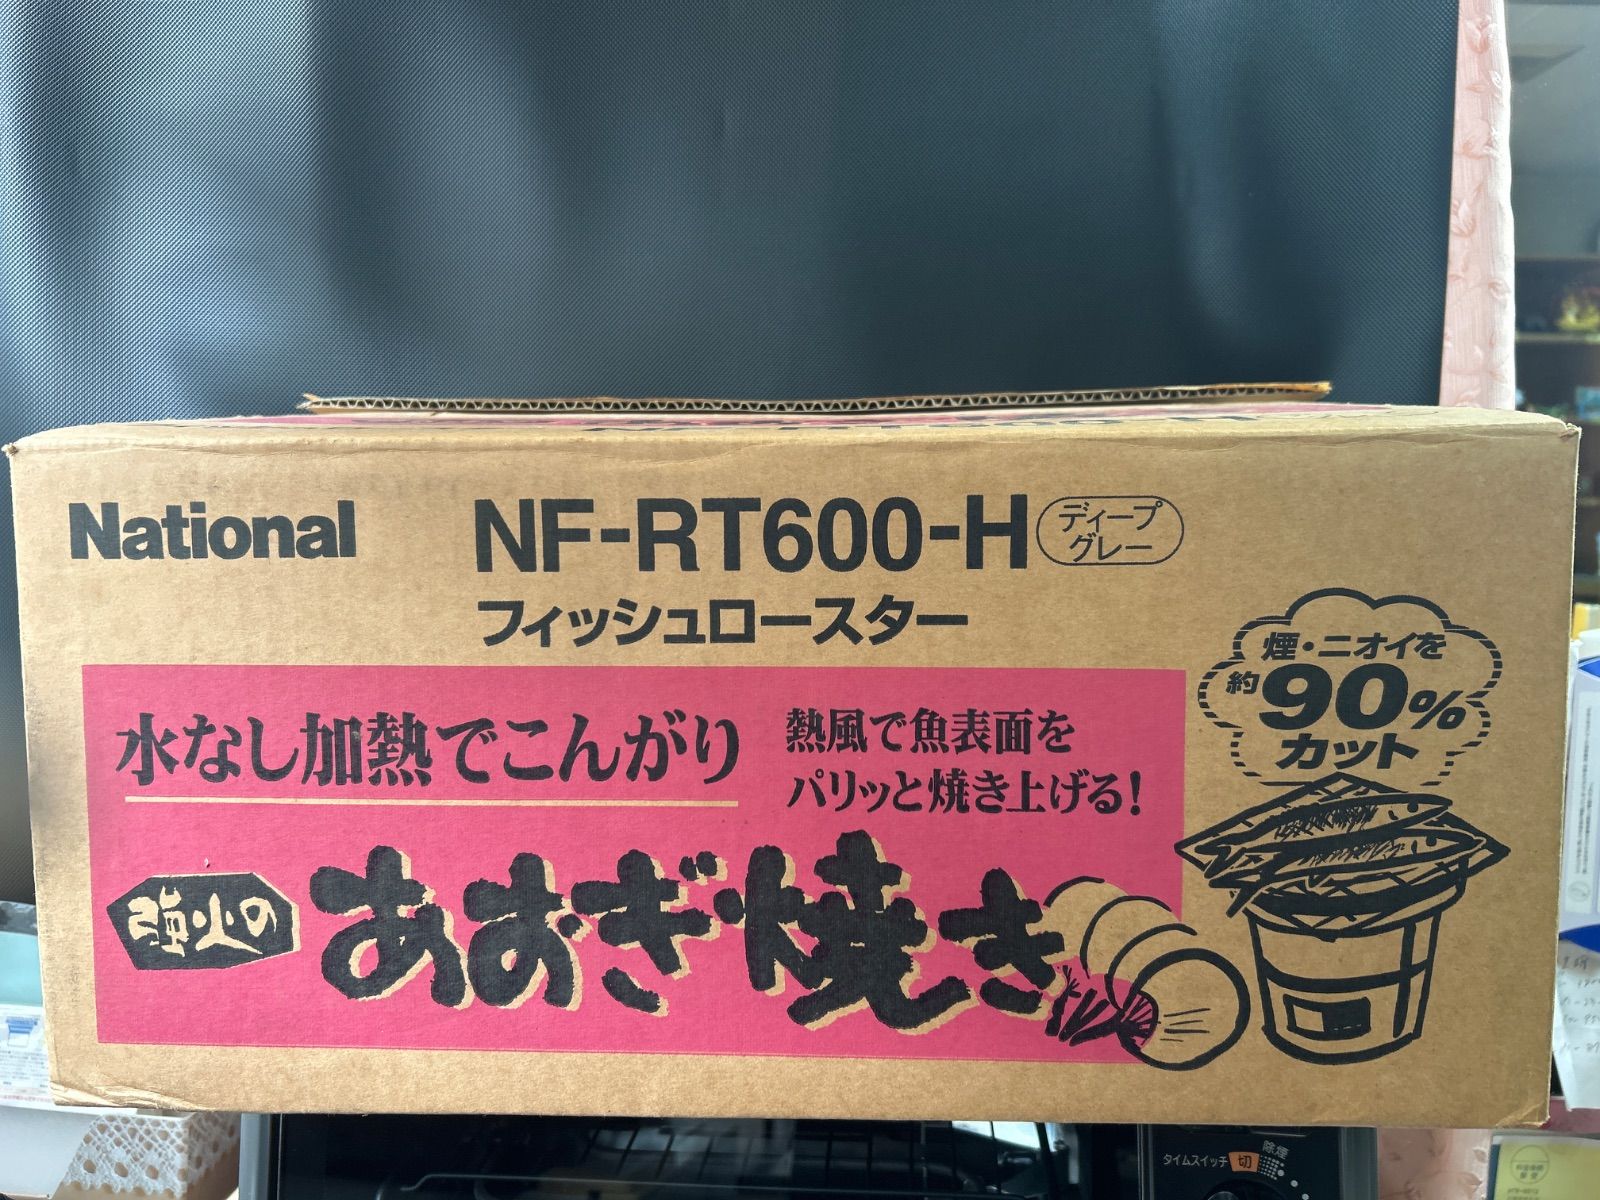 National
NF-RT600-H
ディープ
グレー
フィッシュロースター
煙・ニオイを
約90%
カット
水なし加熱でこんがり
熱風で魚表面を
パリッと焼き上げる!
強火の
あおぎ焼き
タイムスイッチ 切 除煙